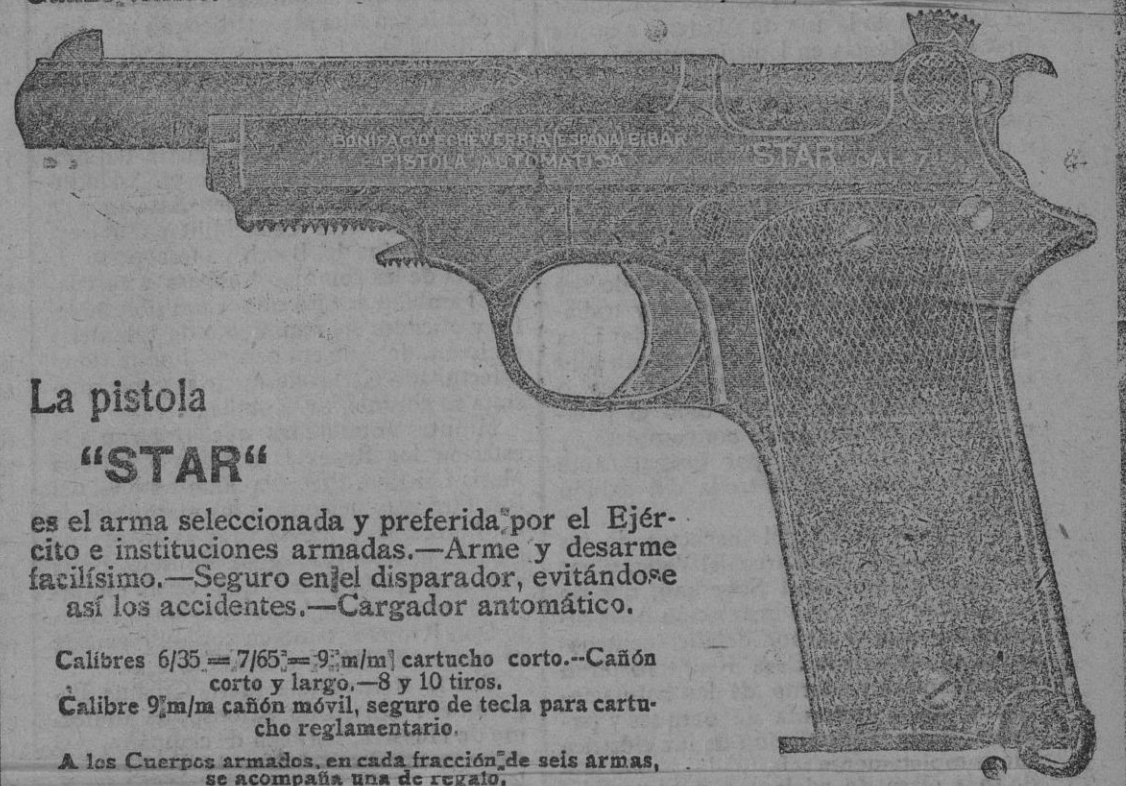 BONIFACIO ECHEVERRIA (ESPAÑA) EIBAR
PISTOLA AUTOMATICA
"STAR" CAL. 7
La pistola
“STAR“
es el arma seleccionada y preferida por el Ejér-
cito e instituciones armadas.—Arme y desarme
facilísimo.—Seguro en el disparador, evitándose
así los accidentes.—Cargador antomático.
Calibres 6/35 = 7/65 = 9 m/m cartucho corto.--Cañón
corto y largo.—8 y 10 tiros.
Calibre 9 m/m cañón móvil, seguro de tecla para cartu-
cho reglamentario.
A los Cuerpos armados, en cada fracción de seis armas,
se acompaña una de regalo.